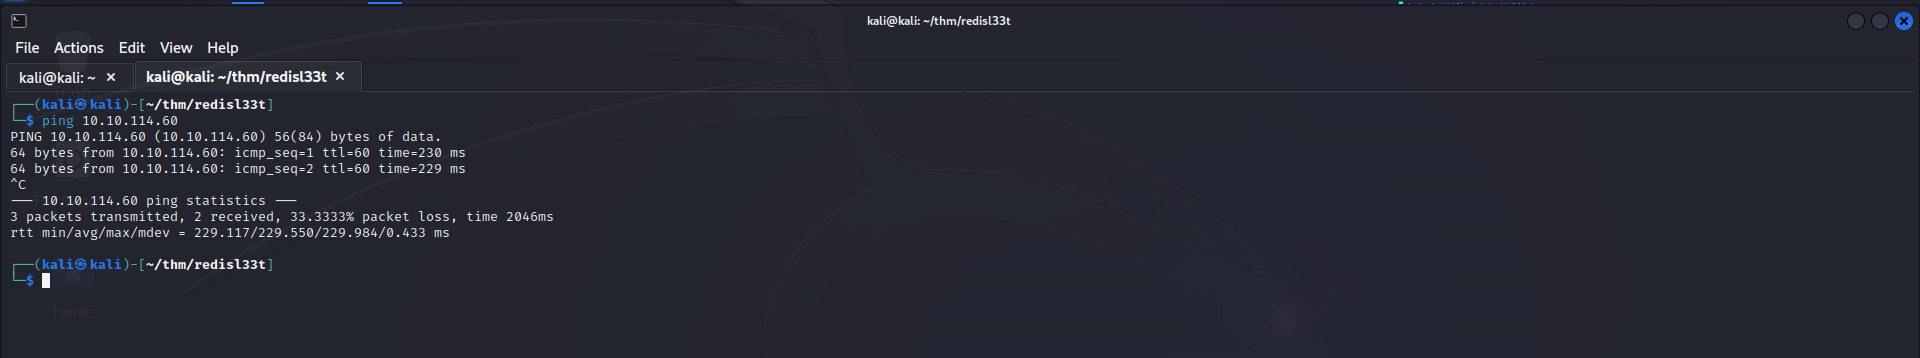 kali@kali: ~/thm/redisl33t
File Actions Edit View Help
kali@kali: ~ × kali@kali: ~/thm/redisl33t ×
┌──(kali㉿kali)-[~/thm/redisl33t]
└─$ ping 10.10.114.60
PING 10.10.114.60 (10.10.114.60) 56(84) bytes of data.
64 bytes from 10.10.114.60: icmp_seq=1 ttl=60 time=230 ms
64 bytes from 10.10.114.60: icmp_seq=2 ttl=60 time=229 ms
^C
--- 10.10.114.60 ping statistics ---
3 packets transmitted, 2 received, 33.3333% packet loss, time 2046ms
rtt min/avg/max/mdev = 229.117/229.550/229.984/0.433 ms
┌──(kali㉿kali)-[~/thm/redisl33t]
└─$
Home